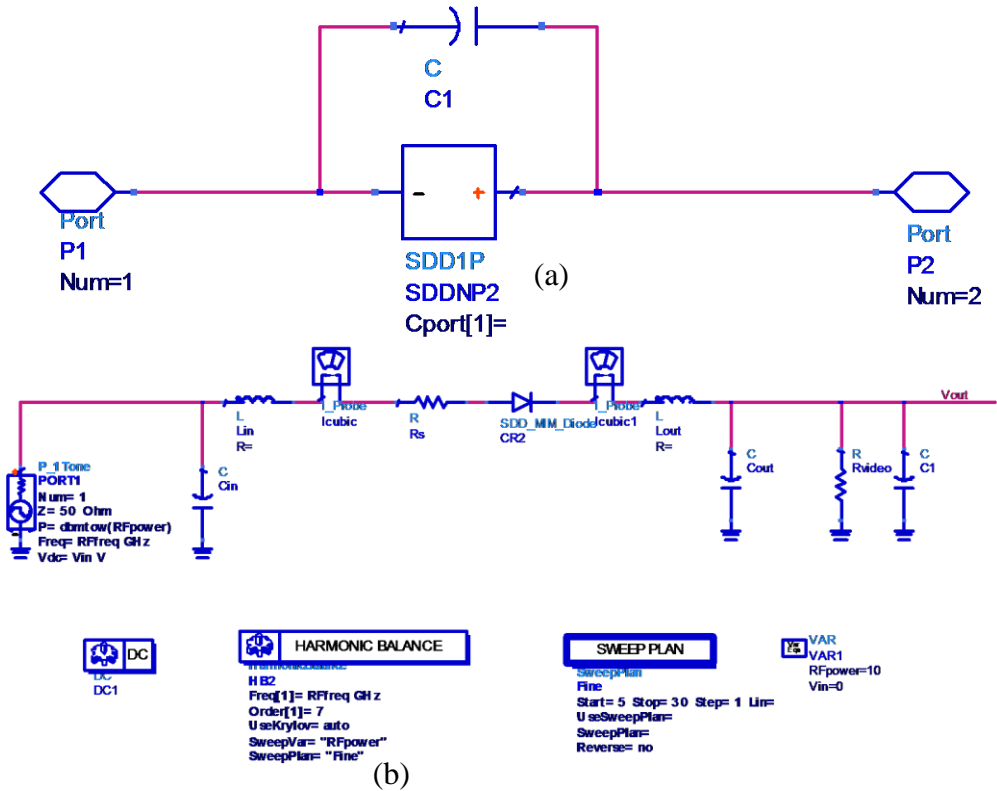 C
C1
-
+
Port
P1
Num=1
SDD1P
SDDNP2
Cport[1]=
(a)
Port
P2
Num=2
P_1Tone
PORT1
Num= 1
Z= 50 Ohm
P= dbmtow(RFpower)
Freq= RFfreq GHz
Vdc= Vin V
C
Cin
L
Lin
R=
I_Probe
Icubic
R
Rs
SDD_MIM_Diode
CR2
I_Probe
Icubic1
L
Lout
R=
C
Cout
R
Rvideo
C
C1
Vout
DC
DC
DC1
HARMONIC BALANCE
HarmonicBalance
HB2
Freq[1]= RFfreq GHz
Order[1]= 7
UseKrylov= auto
SweepVar= "RFpower"
SweepPlan= "Fine"
SWEEP PLAN
SweepPlan
Fine
Start= 5 Stop= 30 Step= 1 Lin=
UseSweepPlan=
SweepPlan=
Reverse= no
Var
Eqn
VAR
VAR1
RFpower=10
Vin=0
(b)